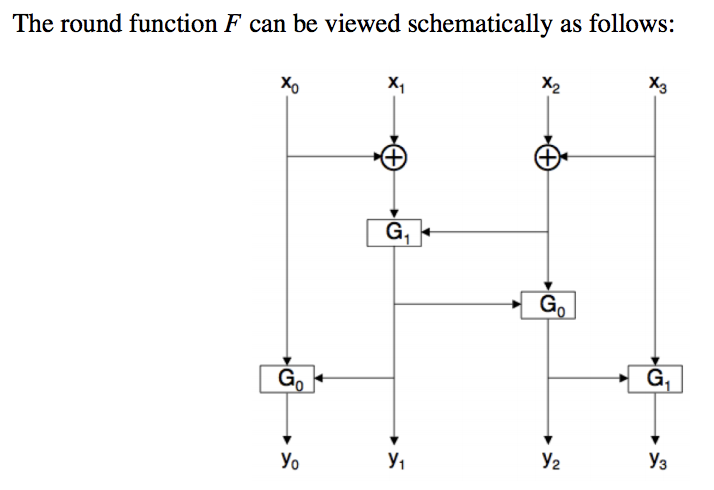 The round function F can be viewed schematically as follows:
x₀ x₁ x₂ x₃
G₁
G₀
G₀ G₁
y₀ y₁ y₂ y₃